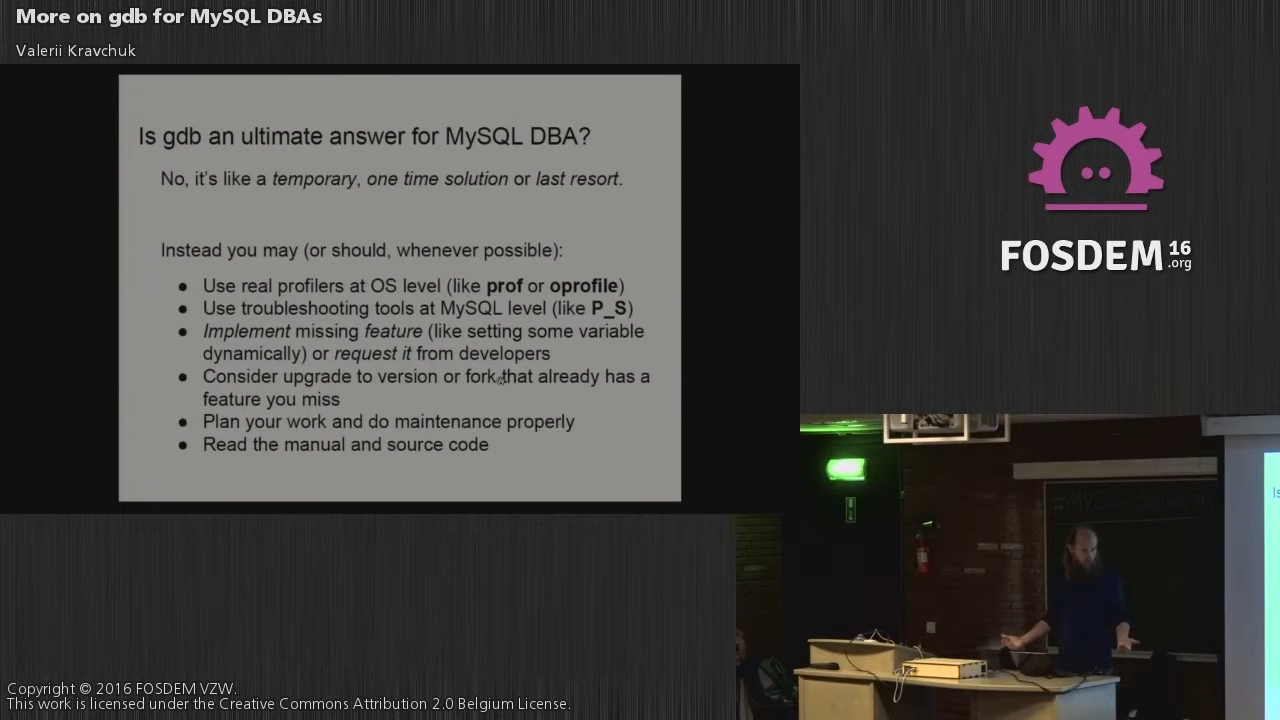 More on gdb for MySQL DBAs
Valerii Kravchuk
Is gdb an ultimate answer for MySQL DBA?
No, it's like a temporary, one time solution or last resort.
Instead you may (or should, whenever possible):
● Use real profilers at OS level (like prof or oprofile)
● Use troubleshooting tools at MySQL level (like P_S)
● Implement missing feature (like setting some variable
dynamically) or request it from developers
● Consider upgrade to version or fork that already has a
feature you miss
● Plan your work and do maintenance properly
● Read the manual and source code
FOSDEM 16
.org
Is
Copyright © 2016 FOSDEM VZW.
This work is licensed under the Creative Commons Attribution 2.0 Belgium License.